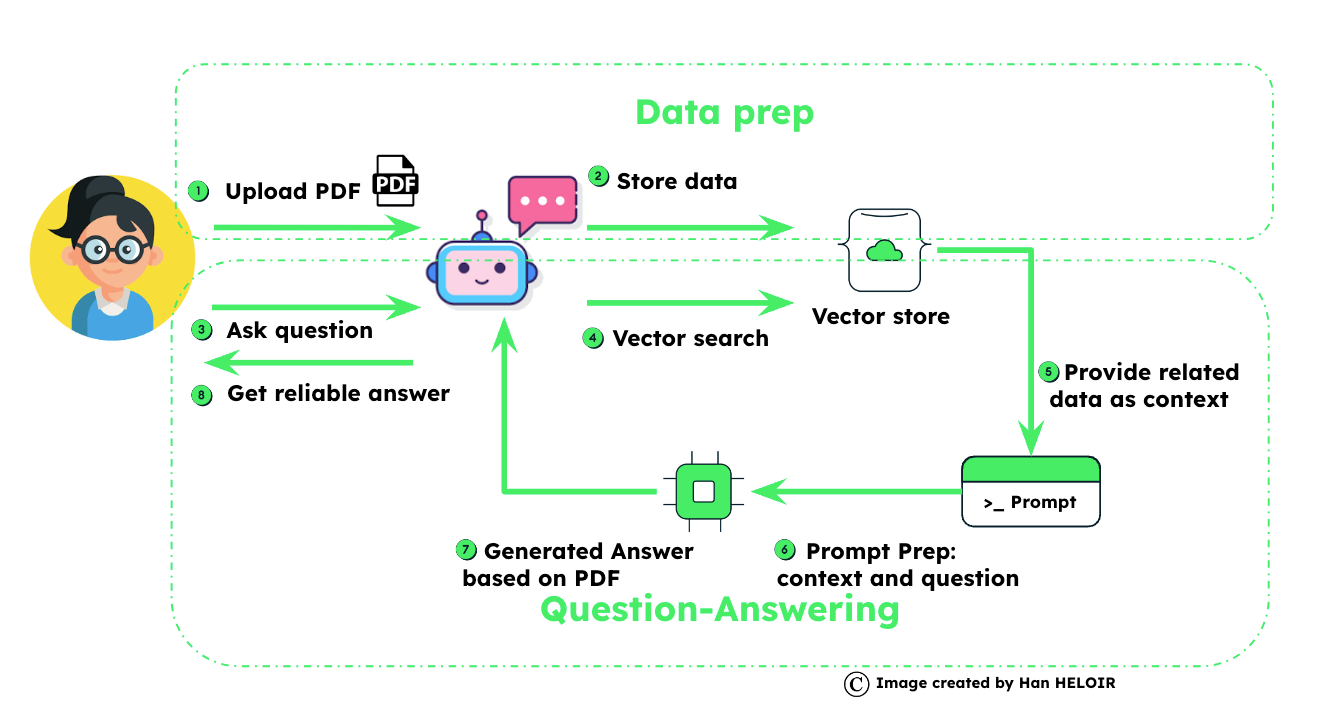 Data prep
1 Upload PDF
PDF
2 Store data
3 Ask question
4 Vector search
Vector store
8 Get reliable answer
5 Provide related
data as context
>_ Prompt
7 Generated Answer
based on PDF
6 Prompt Prep:
context and question
Question-Answering
© Image created by Han HELOIR